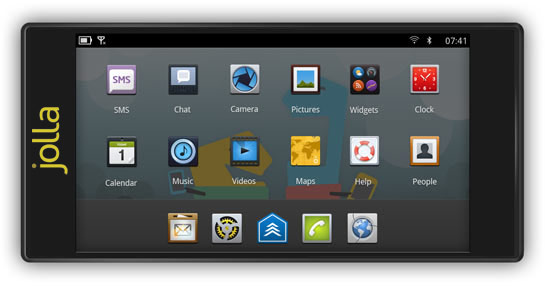 jolla
07:41
SMS
SMS Chat Camera Pictures Widgets Clock
1
Calendar Music Videos Maps Help People